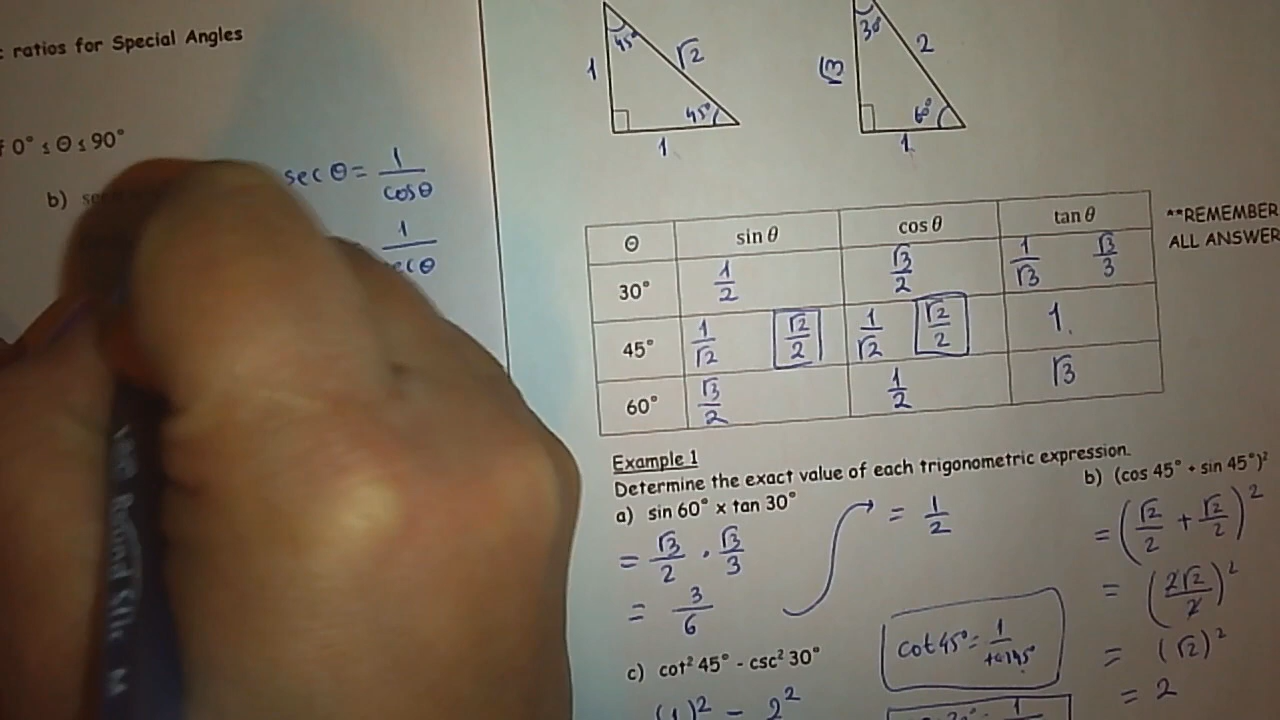 ratios for Special Angles
0° ≤ Θ ≤ 90°
b)
sec θ = 1/cosθ
1/secθ
45° 1 √2 45° 1
30° √3 2 60° 1
Θ sin θ cos θ tan θ
30° 1/2 √3/2 1/√3 √3/3
45° 1/√2 √2/2 1/√2 √2/2 1.
60° √3/2 1/2 √3
**REMEMBER
ALL ANSWER
Example 1
Determine the exact value of each trigonometric expression.
a) sin 60° x tan 30°
= √3/2 · √3/3
= 3/6
= 1/2
b) (cos 45° + sin 45°)²
= (√2/2 + √2/2)²
= (2√2/2)²
= (√2)²
= 2
c) cot² 45° - csc² 30°
(1)² - 2²
cot 45° = 1/tan 45°